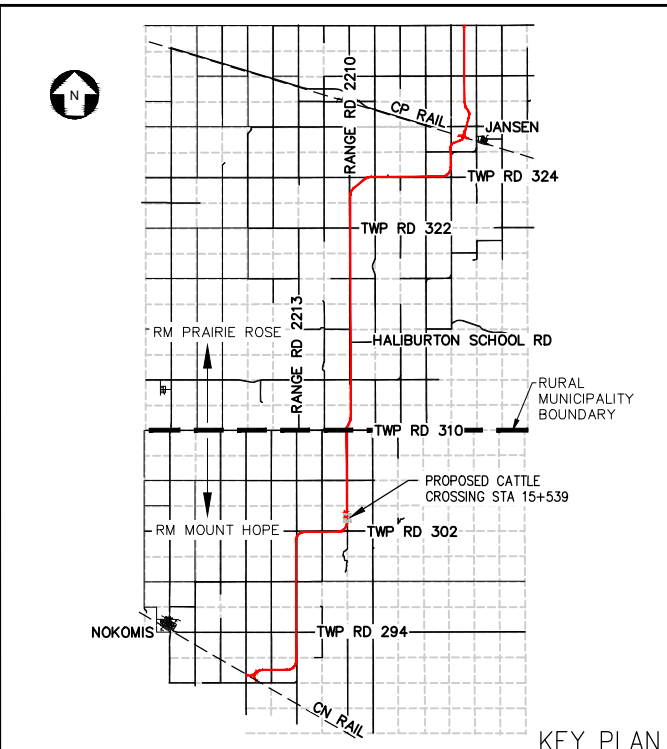 N
RANGE RD 2210
CP RAIL
JANSEN
TWP RD 324
TWP RD 322
RANGE RD 2213
RM PRAIRIE ROSE
HALIBURTON SCHOOL RD
RURAL
MUNICIPALITY
BOUNDARY
TWP RD 310
PROPOSED CATTLE
CROSSING STA 15+539
RM MOUNT HOPE
TWP RD 302
NOKOMIS
TWP RD 294
CN RAIL
KEY PLAN